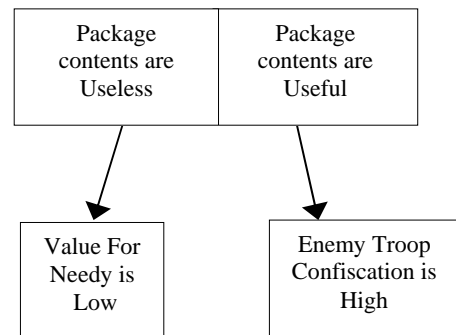 Package
contents are
Useless
Package
contents are
Useful
Value For
Needy is
Low
Enemy Troop
Confiscation is
High